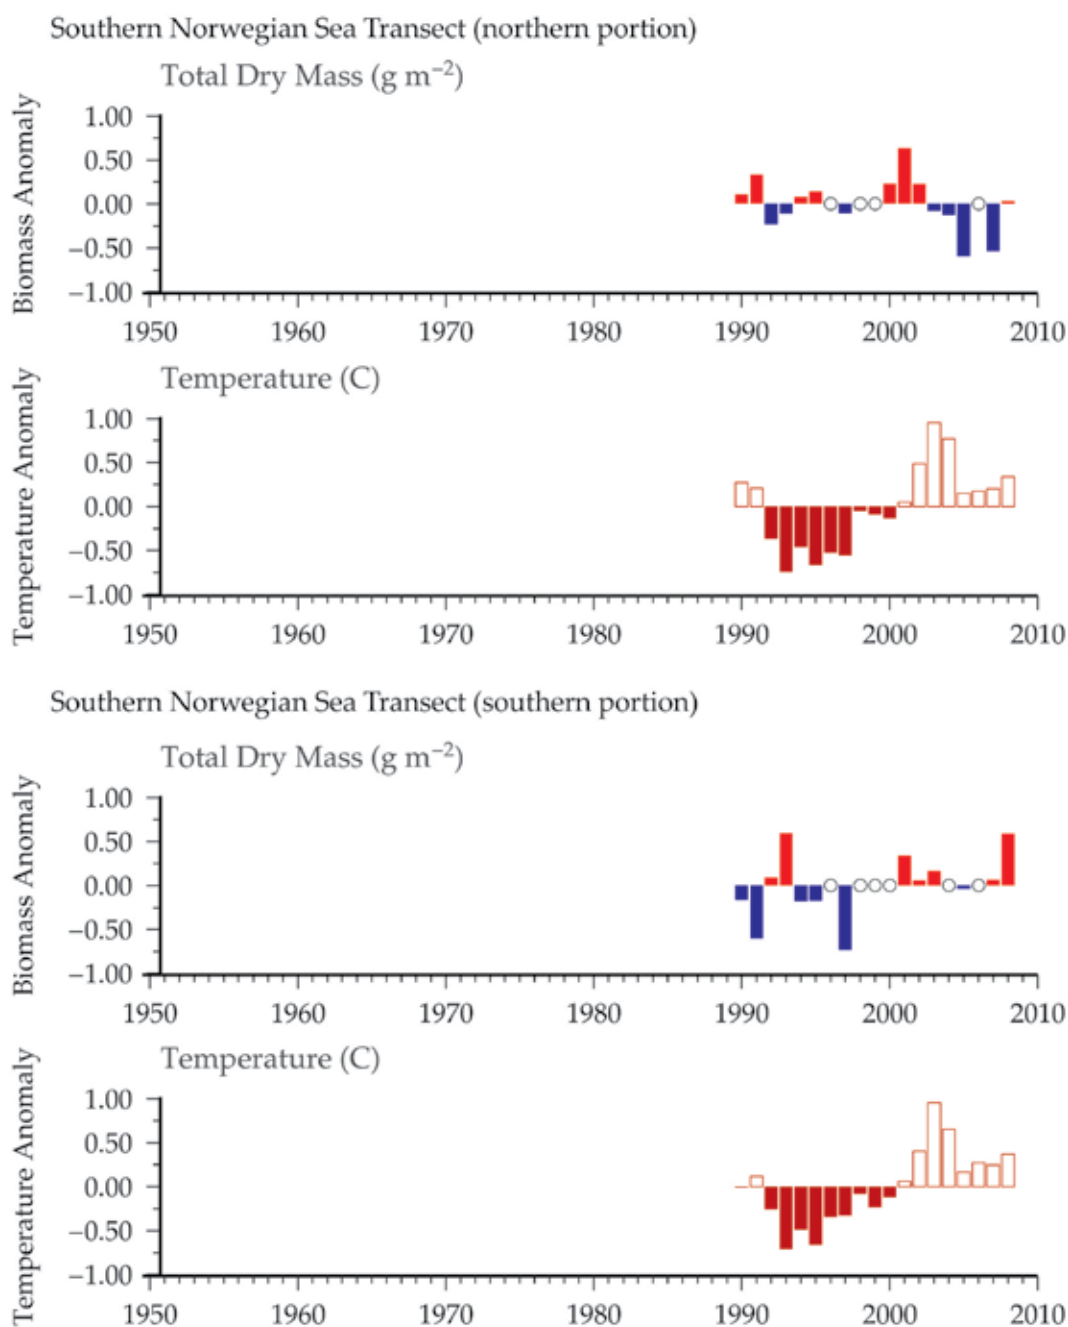 Southern Norwegian Sea Transect (northern portion)
Total Dry Mass (g m⁻²)
Biomass Anomaly
1.00
0.50
0.00
−0.50
−1.00
1950 1960 1970 1980 1990 2000 2010
Temperature (C)
Temperature Anomaly
1.00
0.50
0.00
−0.50
−1.00
1950 1960 1970 1980 1990 2000 2010
Southern Norwegian Sea Transect (southern portion)
Total Dry Mass (g m⁻²)
Biomass Anomaly
1.00
0.50
0.00
−0.50
−1.00
1950 1960 1970 1980 1990 2000 2010
Temperature (C)
Temperature Anomaly
1.00
0.50
0.00
−0.50
−1.00
1950 1960 1970 1980 1990 2000 2010